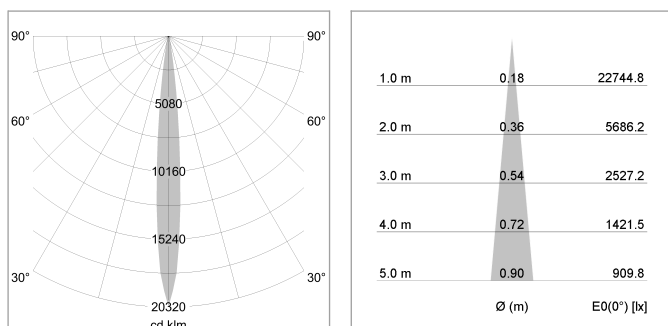 90° 90°
5080
60° 60°
10160
15240
30° 30°
20320
cd klm
1.0 m 0.18 22744.8
2.0 m 0.36 5686.2
3.0 m 0.54 2527.2
4.0 m 0.72 1421.5
5.0 m 0.90 909.8
Ø (m) E0(0°) [lx]